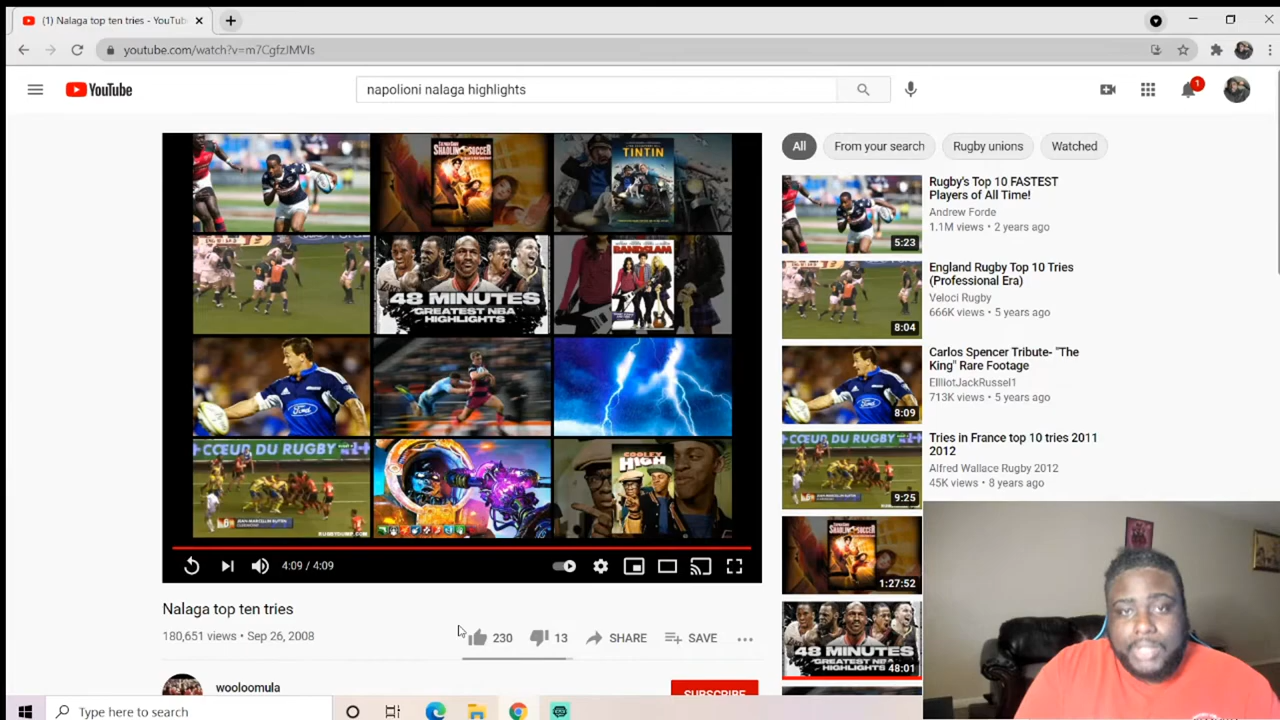 (1) Nalaga top ten tries - YouTub
youtube.com/watch?v=m7CgfzJMVIs
YouTube
napolioni nalaga highlights
1
SHAOLIN SOCCER
TINTIN
48 MINUTES
GREATEST NBA
HIGHLIGHTS
BANDSLAM
Ford
CŒUR DU RUGBY
COOLEY
HIGH
4:09 / 4:09
Nalaga top ten tries
180,651 views • Sep 26, 2008
230
13
SHARE
SAVE
wooloomula
SUBSCRIBE
All
From your search
Rugby unions
Watched
5:23
Rugby's Top 10 FASTEST
Players of All Time!
Andrew Forde
1.1M views • 2 years ago
8:04
England Rugby Top 10 Tries
(Professional Era)
Veloci Rugby
666K views • 5 years ago
8:09
Carlos Spencer Tribute- "The
King" Rare Footage
EllliotJackRussel1
713K views • 5 years ago
CŒUR DU RUGBY
9:25
Tries in France top 10 tries 2011
2012
Alfred Wallace Rugby 2012
45K views • 8 years ago
1:27:52
48 MINUTES
48:01
Type here to search